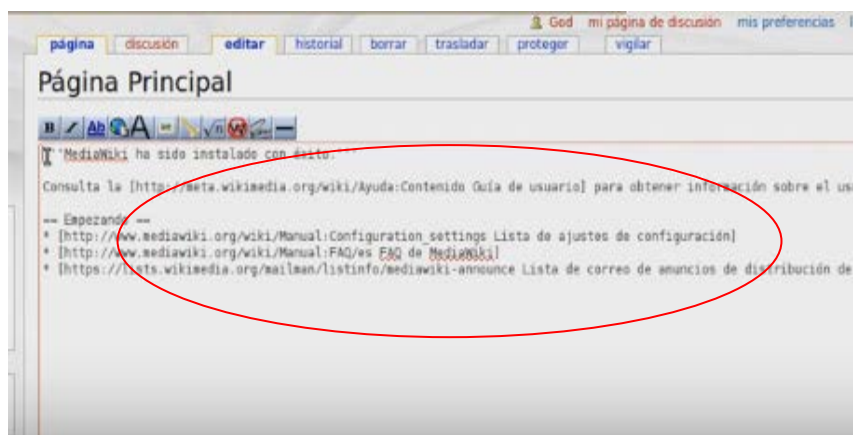 God mi página de discusión mis preferencias
página discusión editar historial borrar trasladar proteger vigilar
Página Principal
B Ab A √n
'''MediaWiki ha sido instalado con éxito.'''
Consulta la [http://meta.wikimedia.org/wiki/Ayuda:Contenido Guía de usuario] para obtener información sobre el
== Empezando ==
* [http://www.mediawiki.org/wiki/Manual:Configuration_settings Lista de ajustes de configuración]
* [http://www.mediawiki.org/wiki/Manual:FAQ/es FAQ de MediaWiki]
* [https://lists.wikimedia.org/mailman/listinfo/mediawiki-announce Lista de correo de anuncios de distribución de